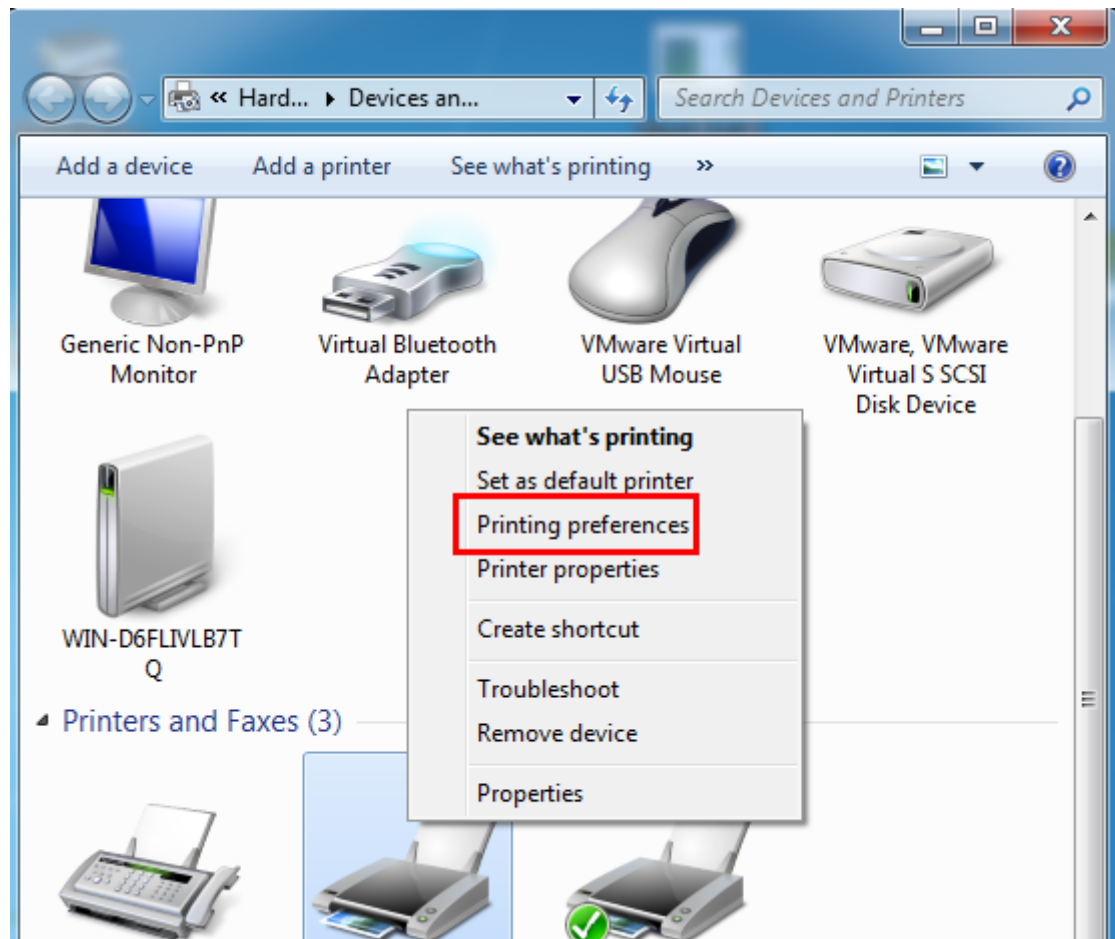 « Hard... ▸ Devices an...
Search Devices and Printers
Add a device
Add a printer
See what's printing
»
Generic Non-PnP
Monitor
Virtual Bluetooth
Adapter
VMware Virtual
USB Mouse
VMware, VMware
Virtual S SCSI
Disk Device
See what's printing
Set as default printer
Printing preferences
Printer properties
Create shortcut
Troubleshoot
Remove device
Properties
WIN-D6FLIVLB7T
Q
Printers and Faxes (3)